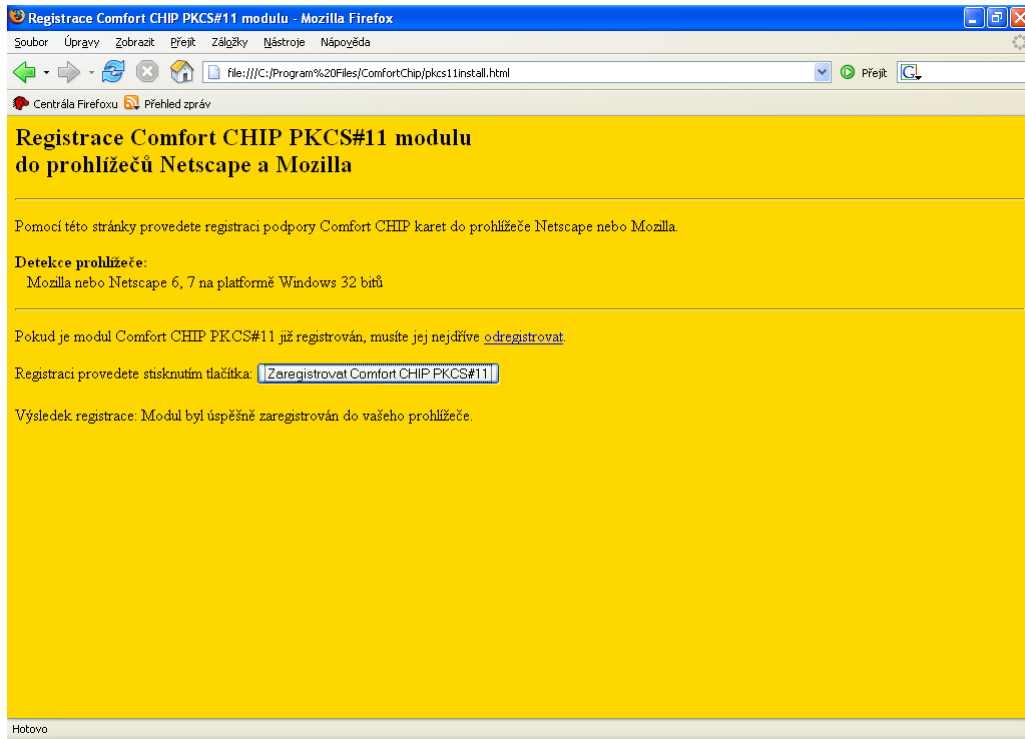 Registrace Comfort CHIP PKCS#11 modulu - Mozilla Firefox
Soubor Úpravy Zobrazit Přejít Záložky Nástroje Nápověda
file:///C:/Program%20Files/ComfortChip/pkcs11install.html Přejít G
Centrála Firefoxu Přehled zpráv
Registrace Comfort CHIP PKCS#11 modulu
do prohlížečů Netscape a Mozilla
Pomocí této stránky provedete registraci podpory Comfort CHIP karet do prohlížeče Netscape nebo Mozilla.
Detekce prohlížeče:
Mozilla nebo Netscape 6, 7 na platformě Windows 32 bitů
Pokud je modul Comfort CHIP PKCS#11 již registrován, musíte jej nejdříve odregistrovat.
Registraci provedete stisknutím tlačítka: Zaregistrovat Comfort CHIP PKCS#11
Výsledek registrace: Modul byl úspěšně zaregistrován do vašeho prohlížeče.
Hotovo